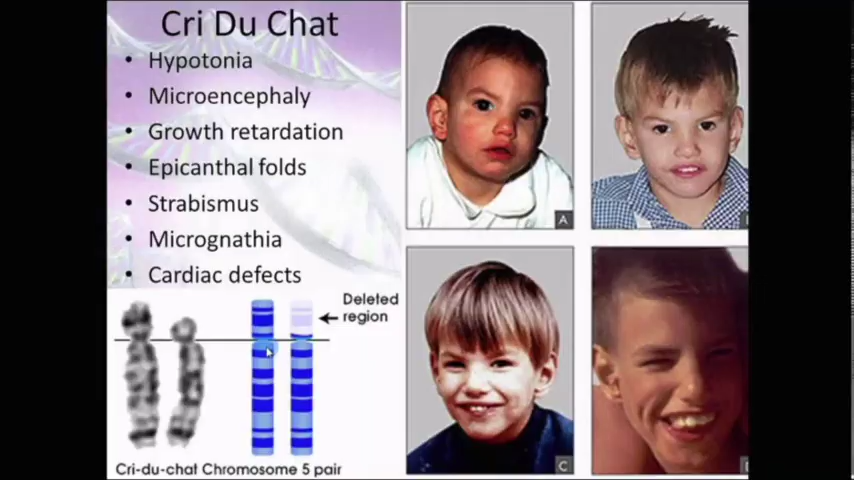 Cri Du Chat
• Hypotonia
• Microencephaly
• Growth retardation
• Epicanthal folds
• Strabismus
• Micrognathia
• Cardiac defects
Deleted
region
Cri-du-chat Chromosome 5 pair
A
C